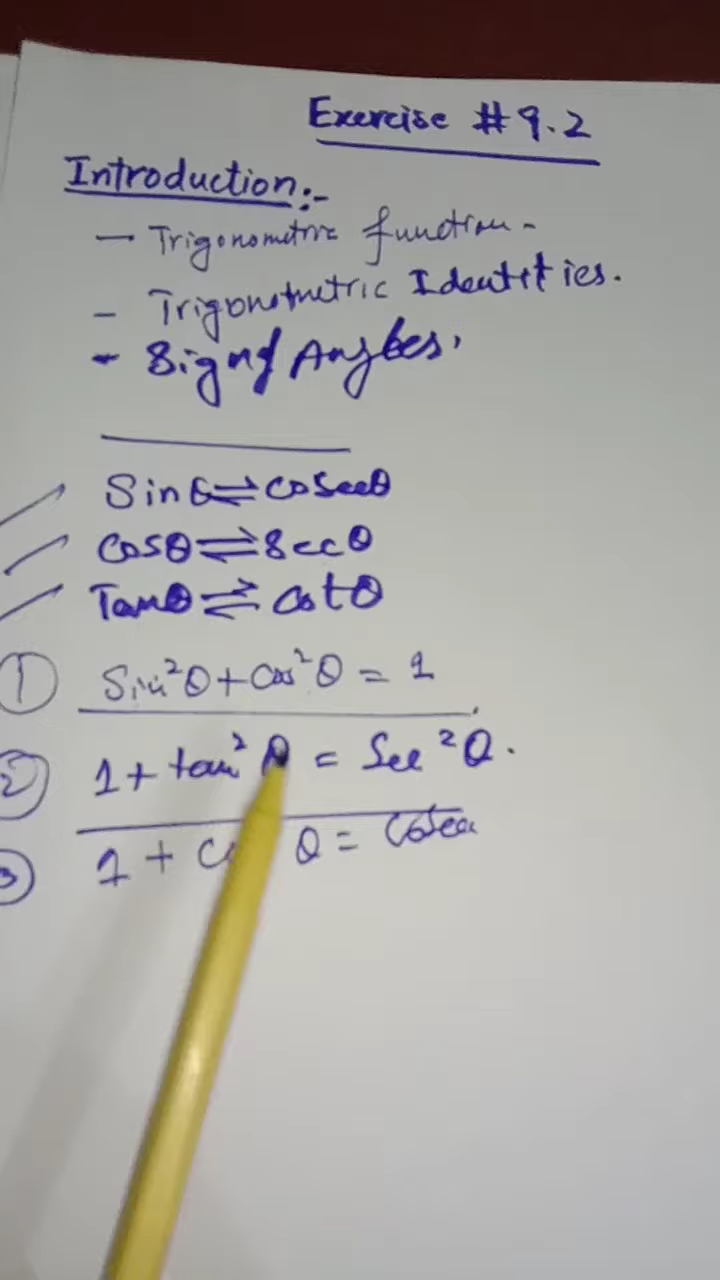 Exercise #9.2
Introduction:-
— Trigonometric function -
- Trigonometric Identities.
- Sign of Angles,
Sinθ⇌Cosecθ
Cosθ⇌Secθ
Tanθ⇌Cotθ
① Sin²θ+Cos²θ = 1
② 1 + tan²θ = Sec²θ.
③ 1 + θ = Cosec